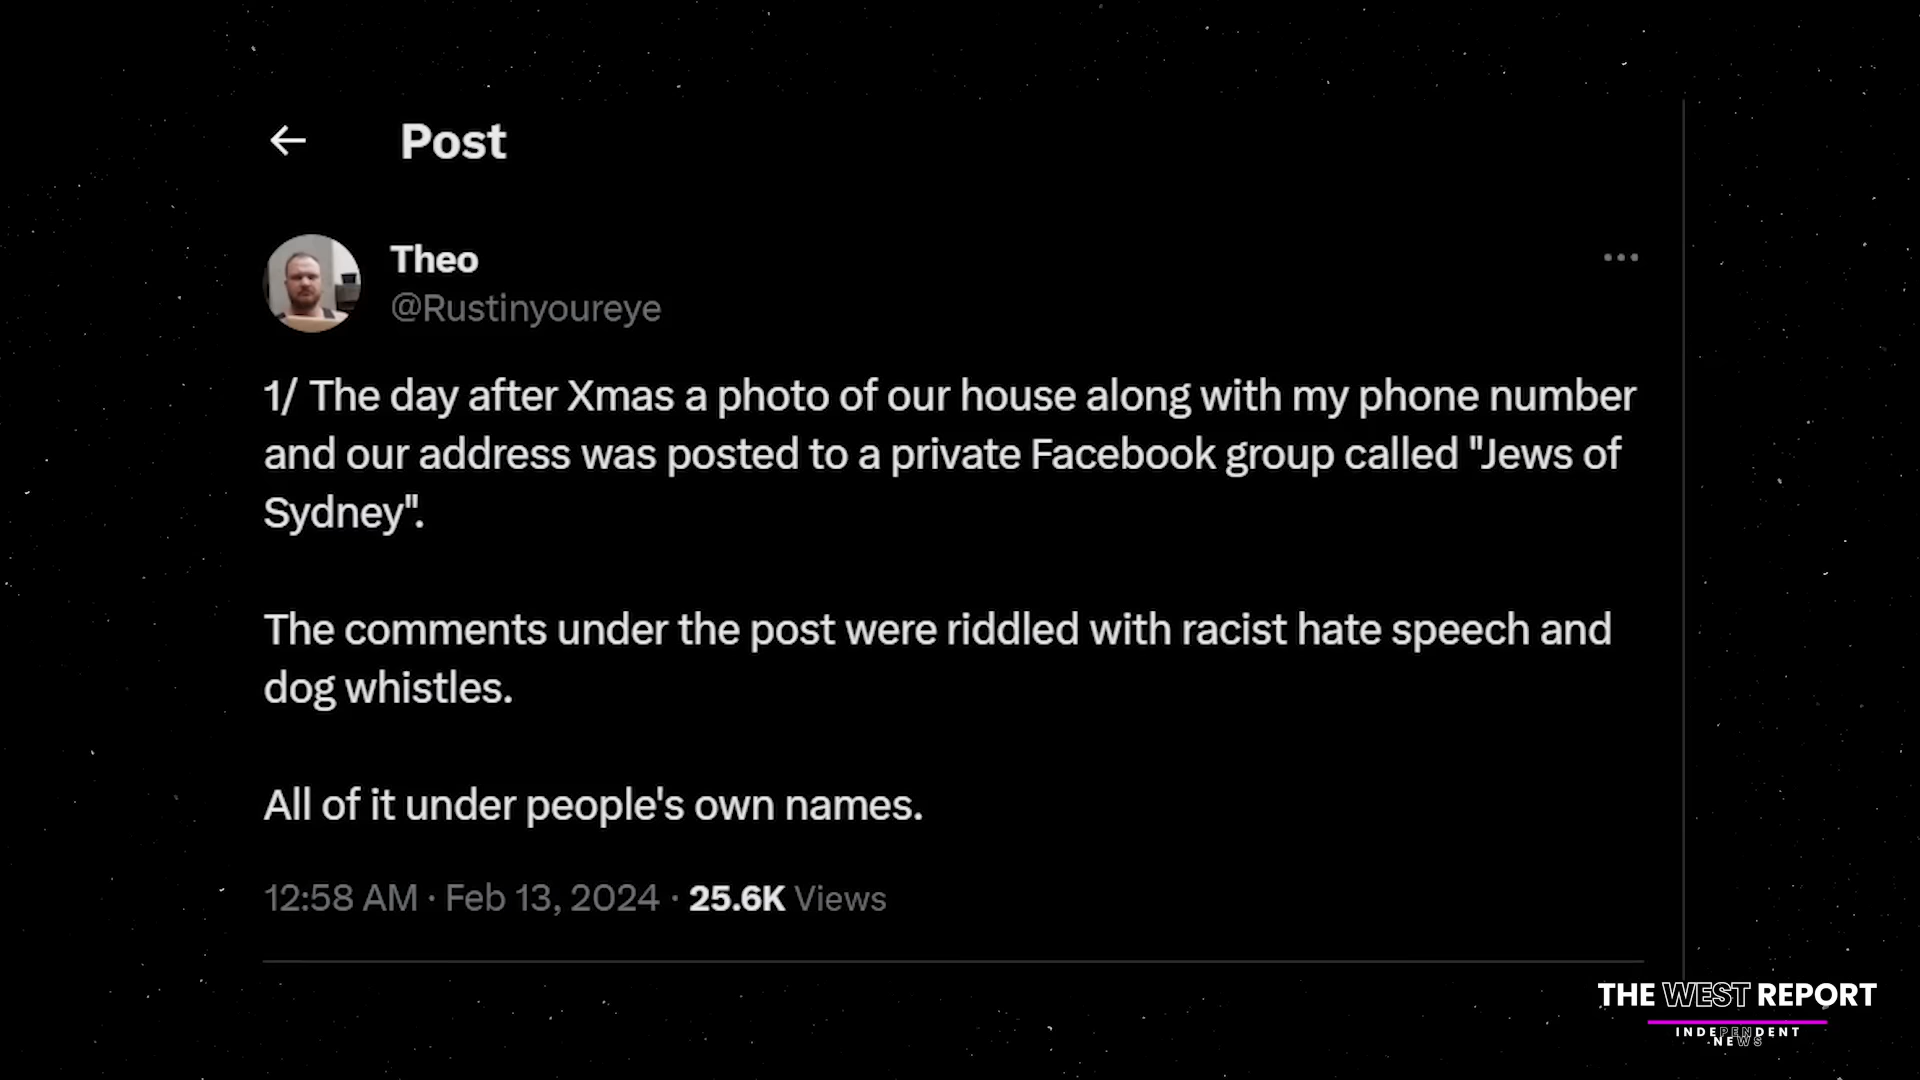 Post
Theo
@Rustinyoureye
1/ The day after Xmas a photo of our house along with my phone number
and our address was posted to a private Facebook group called "Jews of
Sydney".
The comments under the post were riddled with racist hate speech and
dog whistles.
All of it under people's own names.
12:58 AM · Feb 13, 2024 · 25.6K Views
THE WEST REPORT
INDEPENDENT
NEWS